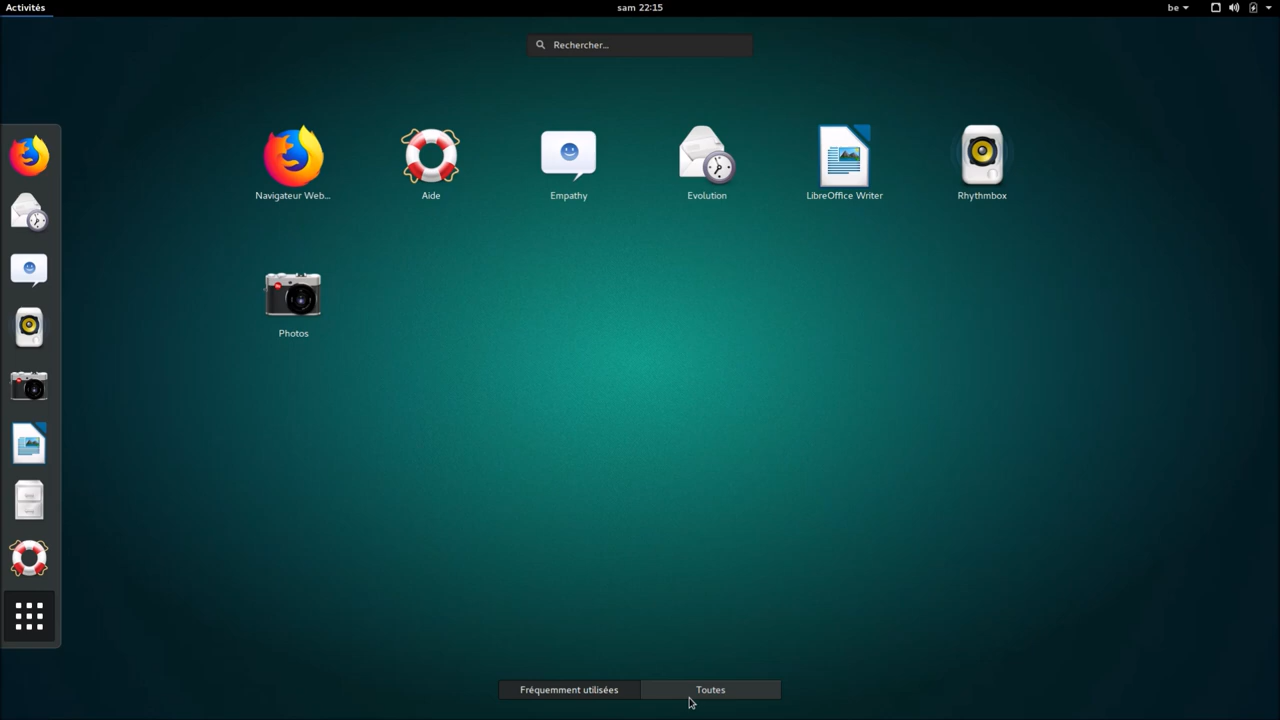 Activités
sam 22:15
be
Rechercher...
Navigateur Web...
Aide
Empathy
Evolution
LibreOffice Writer
Rhythmbox
Photos
Fréquemment utilisées
Toutes